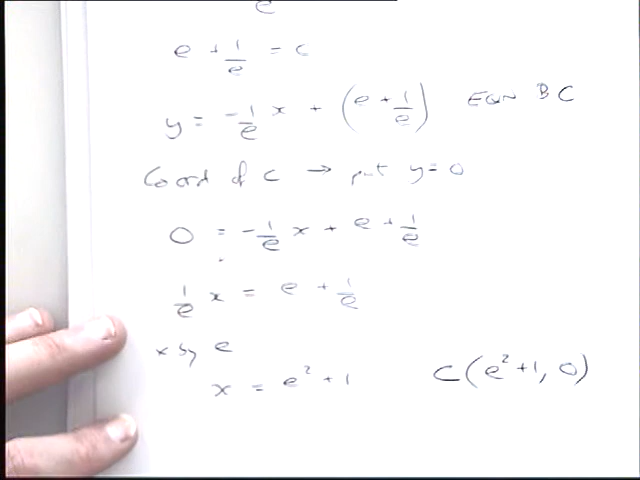 e
e + 1/e = c
y = -1/e x + (e + 1/e) EQN BC
Coord of C → put y = 0
0 = -1/e x + e + 1/e
1/e x = e + 1/e
x by e
x = e² + 1 C(e²+1, 0)